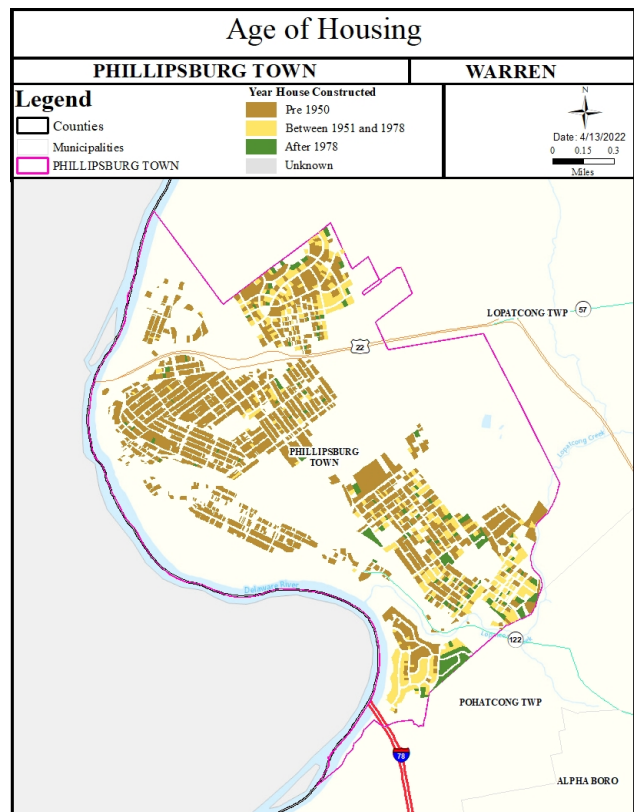 Age of Housing
PHILLIPSBURG TOWN
WARREN
Legend
Counties
Municipalities
PHILLIPSBURG TOWN
Year House Constructed
Pre 1950
Between 1951 and 1978
After 1978
Unknown
N
Date: 4/13/2022
0 0.15 0.3
Miles
LOPATCONG TWP
57
22
Lopatcong Creek
PHILLIPSBURG
TOWN
Delaware River
122
POHATCONG TWP
78
ALPHA BORO